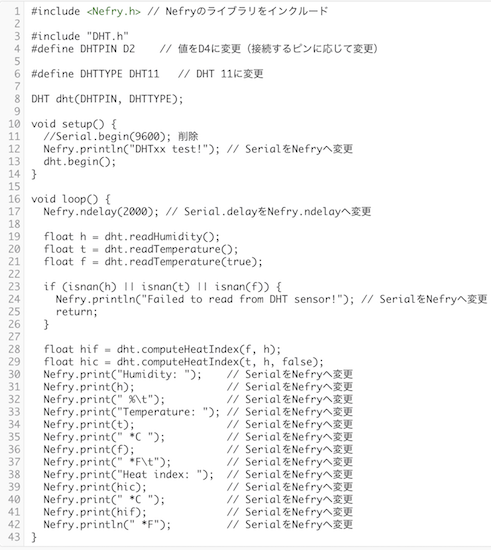 1 #include <Nefry.h> // Nefryのライブラリをインクルード
2
3 #include "DHT.h"
4 #define DHTPIN D2    // 値をD4に変更（接続するピンに応じて変更）
5
6 #define DHTTYPE DHT11   // DHT 11に変更
7
8 DHT dht(DHTPIN, DHTTYPE);
9
10 void setup() {
11   //Serial.begin(9600); 削除
12   Nefry.println("DHTxx test!"); // SerialをNefryへ変更
13   dht.begin();
14 }
15
16 void loop() {
17   Nefry.ndelay(2000); // Serial.delayをNefry.ndelayへ変更
18
19   float h = dht.readHumidity();
20   float t = dht.readTemperature();
21   float f = dht.readTemperature(true);
22
23   if (isnan(h) || isnan(t) || isnan(f)) {
24     Nefry.println("Failed to read from DHT sensor!"); // SerialをNefryへ変更
25     return;
26   }
27
28   float hif = dht.computeHeatIndex(f, h);
29   float hic = dht.computeHeatIndex(t, h, false);
30   Nefry.print("Humidity: ");    // SerialをNefryへ変更
31   Nefry.print(h);               // SerialをNefryへ変更
32   Nefry.print(" %\t");          // SerialをNefryへ変更
33   Nefry.print("Temperature: "); // SerialをNefryへ変更
34   Nefry.print(t);               // SerialをNefryへ変更
35   Nefry.print(" *C ");          // SerialをNefryへ変更
36   Nefry.print(f);               // SerialをNefryへ変更
37   Nefry.print(" *F\t");         // SerialをNefryへ変更
38   Nefry.print("Heat index: ");  // SerialをNefryへ変更
39   Nefry.print(hic);             // SerialをNefryへ変更
40   Nefry.print(" *C ");          // SerialをNefryへ変更
41   Nefry.print(hif);             // SerialをNefryへ変更
42   Nefry.println(" *F");         // SerialをNefryへ変更
43 }